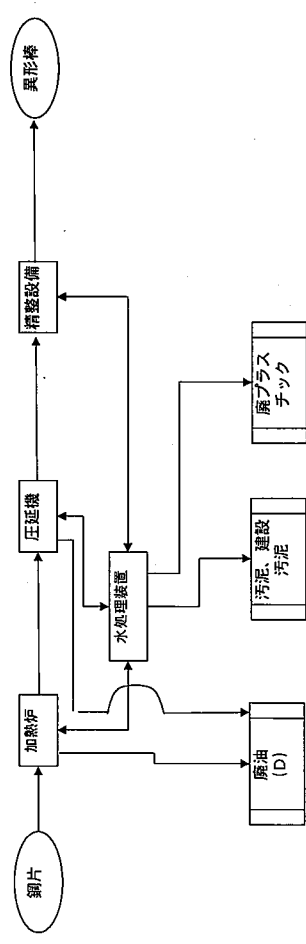 鋼片
加熱炉
圧延機
精整設備
異形棒
水処理装置
廃油
(D)
汚泥、建設
汚泥
廃プラス
チック